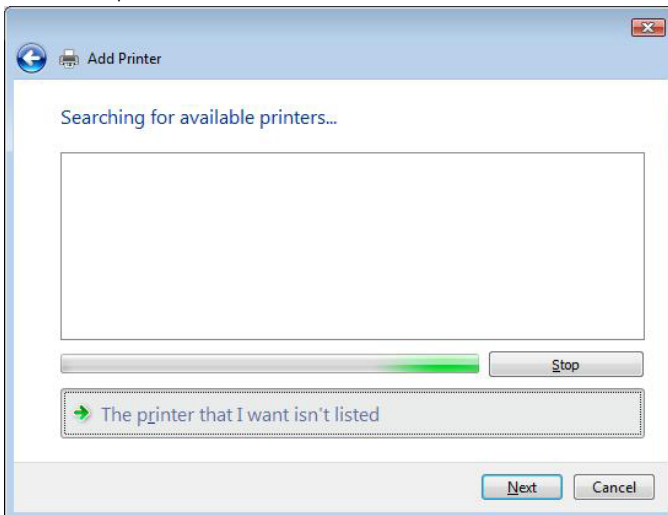 Add Printer
Searching for available printers...
Stop
The printer that I want isn't listed
Next Cancel